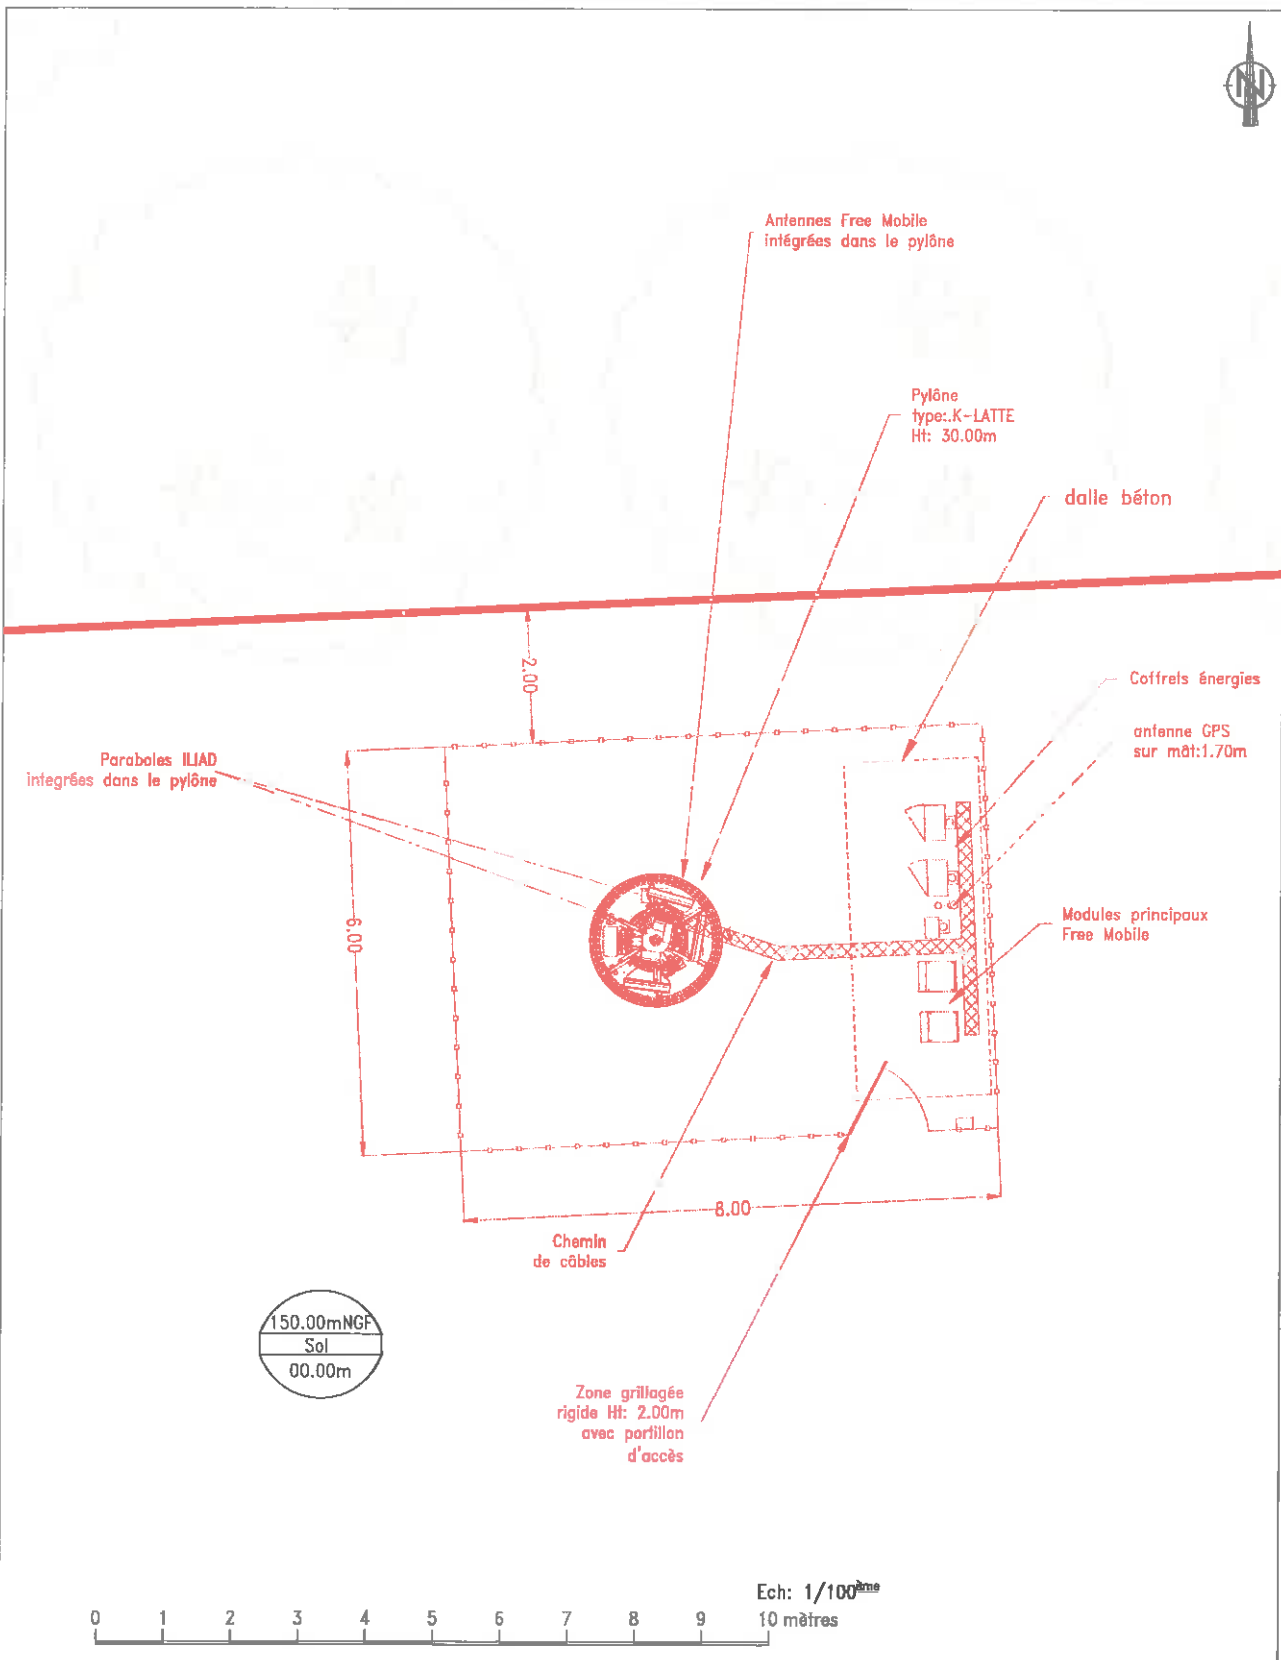 N
Antennes Free Mobile
intégrées dans le pylône
Pylône
type:.K-LATTE
Ht: 30.00m
dalle béton
2.00
Coffrets énergies
antenne GPS
sur mât:1.70m
Paraboles ILIAD
integrées dans le pylône
6.00
Modules principaux
Free Mobile
8.00
Chemin
de câbles
150.00mNGF
Sol
00.00m
Zone grillagée
rigide Ht: 2.00m
avec portillon
d'accès
Ech: 1/100ème
0 1 2 3 4 5 6 7 8 9 10 mètres